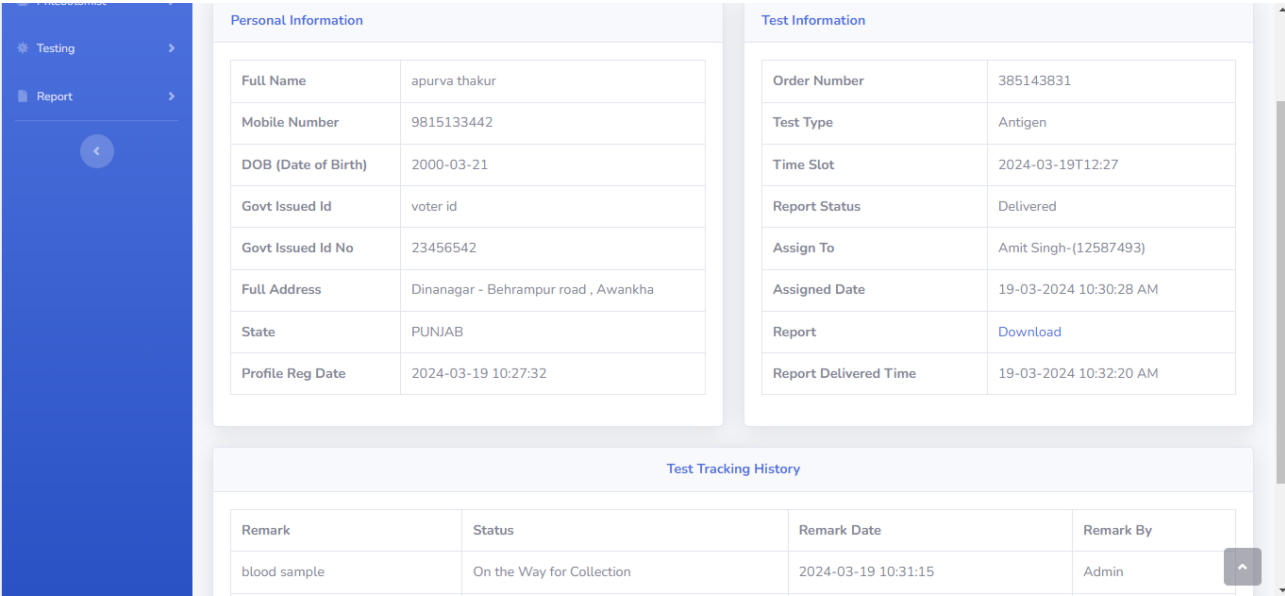 Personal Information
Test Information
Testing
Report
Full Name apurva thakur
Mobile Number 9815133442
DOB (Date of Birth) 2000-03-21
Govt Issued Id voter id
Govt Issued Id No 23456542
Full Address Dinanagar - Behrampur road , Awankha
State PUNJAB
Profile Reg Date 2024-03-19 10:27:32
Order Number 385143831
Test Type Antigen
Time Slot 2024-03-19T12:27
Report Status Delivered
Assign To Amit Singh-(12587493)
Assigned Date 19-03-2024 10:30:28 AM
Report Download
Report Delivered Time 19-03-2024 10:32:20 AM
Test Tracking History
Remark Status Remark Date Remark By
blood sample On the Way for Collection 2024-03-19 10:31:15 Admin